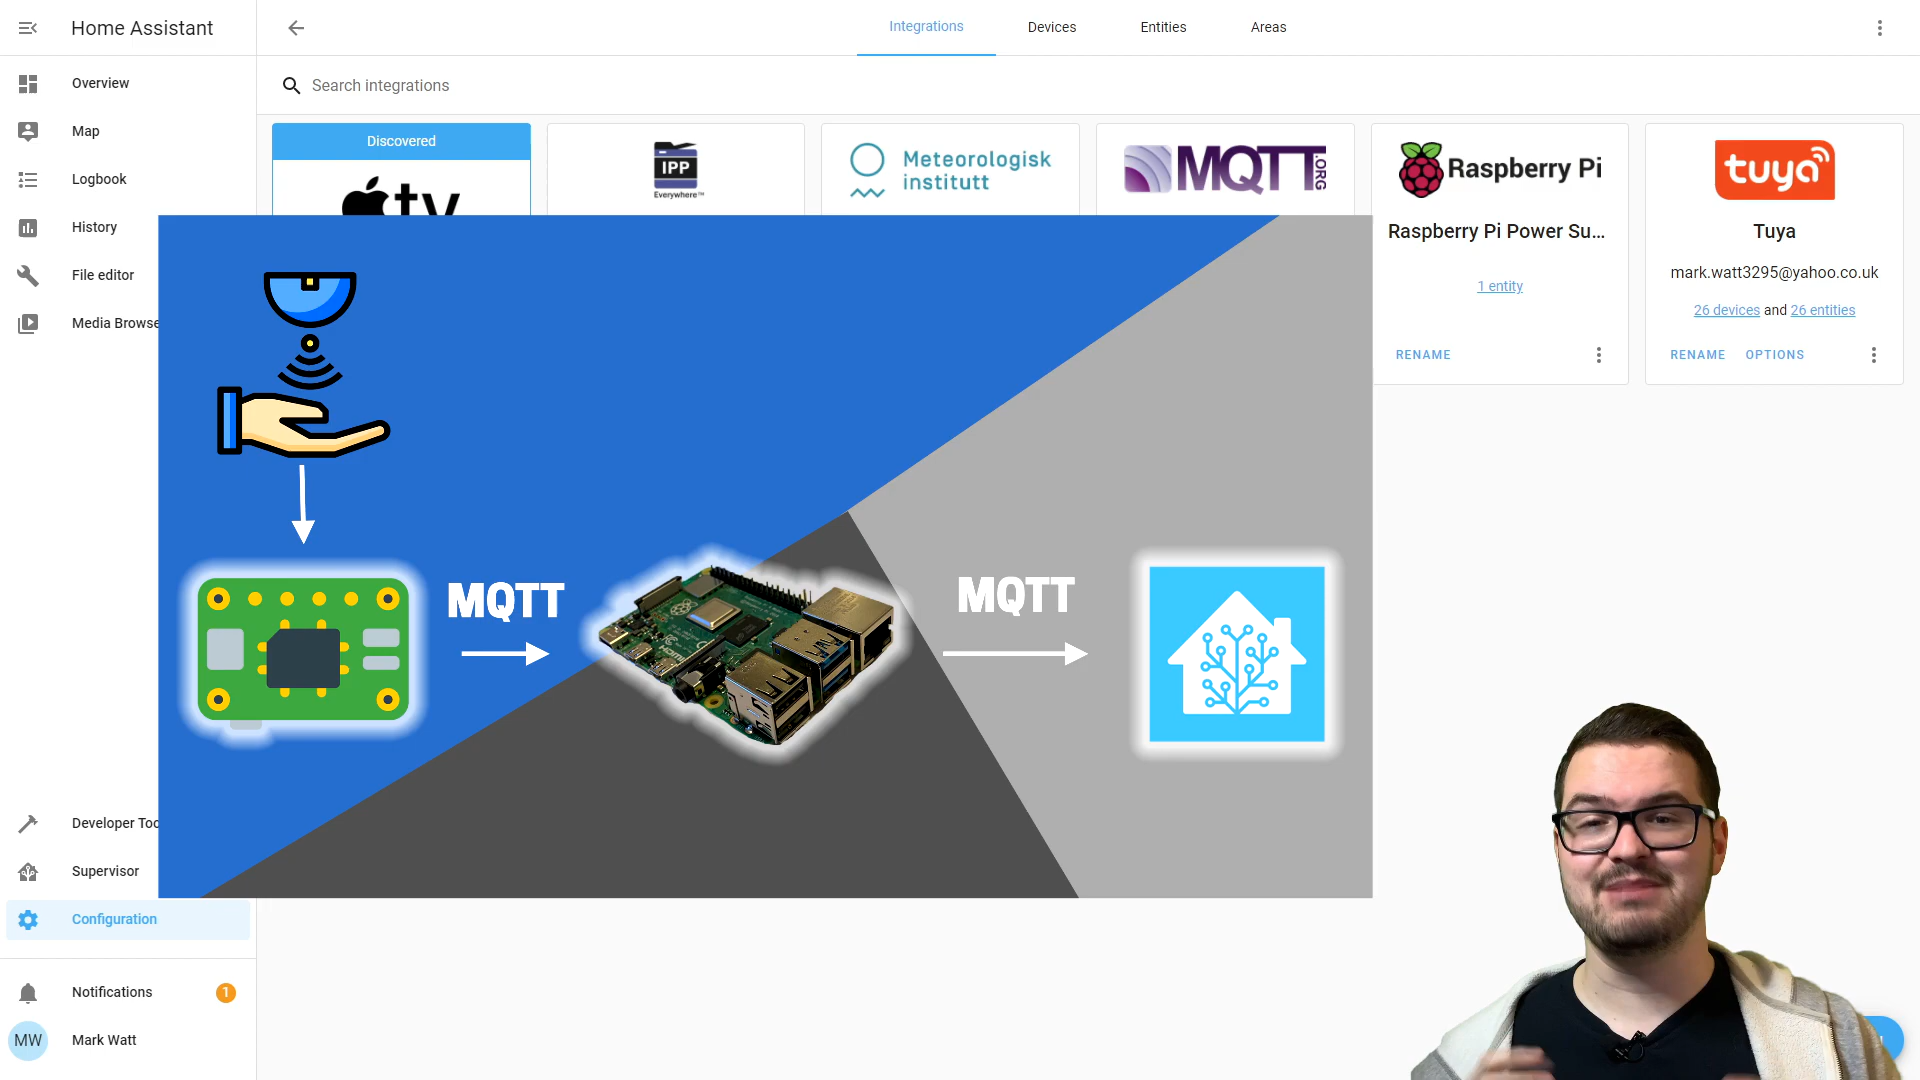 Home Assistant
Integrations
Devices
Entities
Areas
Overview
Map
Logbook
History
File editor
Media Browse
Developer Too
Supervisor
Configuration
Notifications
1
MW
Mark Watt
Search integrations
Discovered
tv
IPP
Everywhere™
Meteorologisk
institutt
MQTT
.ORG
Raspberry Pi
Raspberry Pi Power Su...
1 entity
RENAME
tuya
Tuya
mark.watt3295@yahoo.co.uk
26 devices and 26 entities
RENAME
OPTIONS
MQTT
MQTT